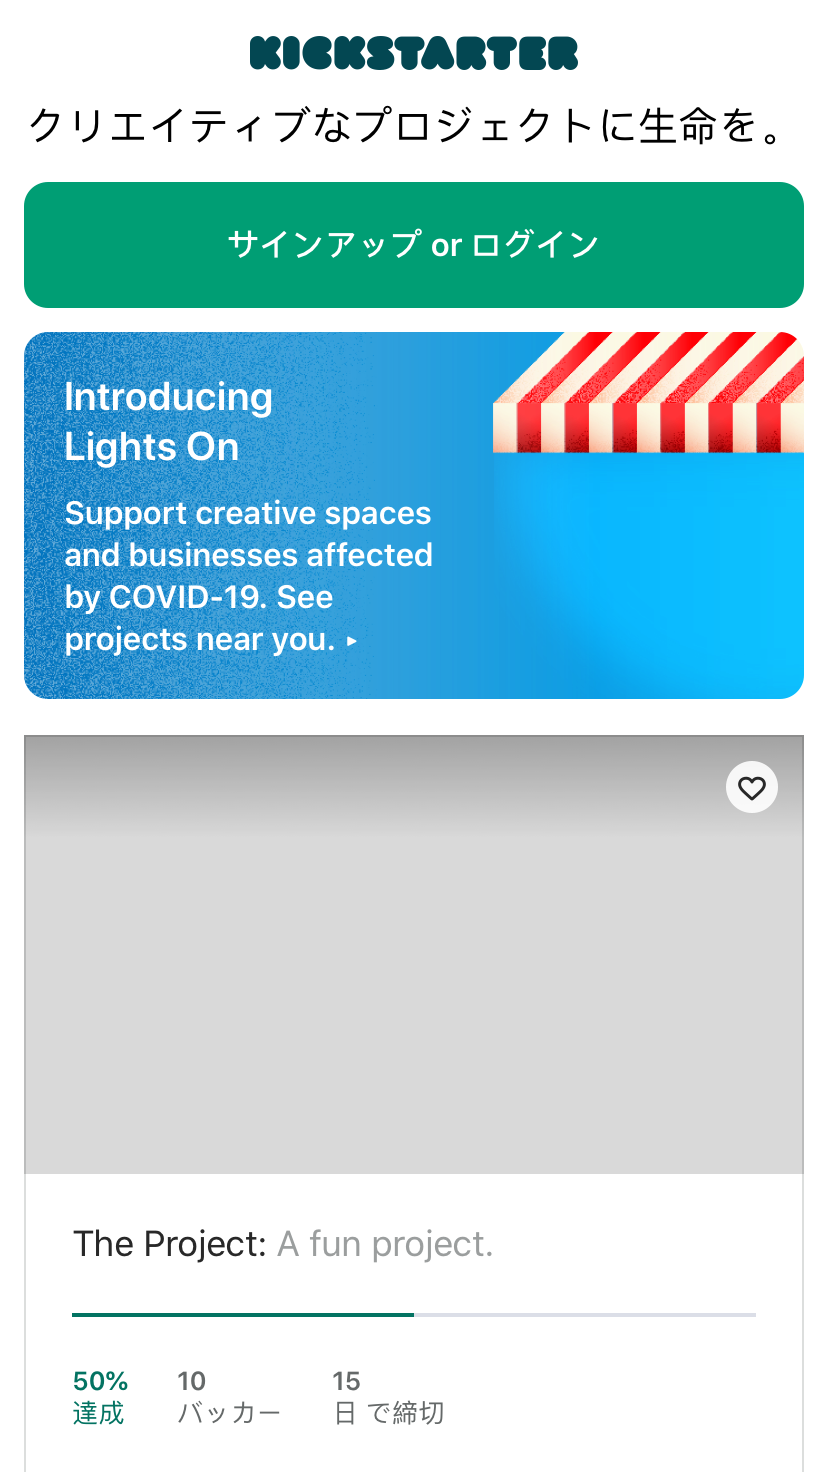 KICKSTARTER
クリエイティブなプロジェクトに生命を。
サインアップ or ログイン
Introducing
Lights On
Support creative spaces
and businesses affected
by COVID-19. See
projects near you. ▸
The Project: A fun project.
50% 10 15
達成 バッカー 日 で締切